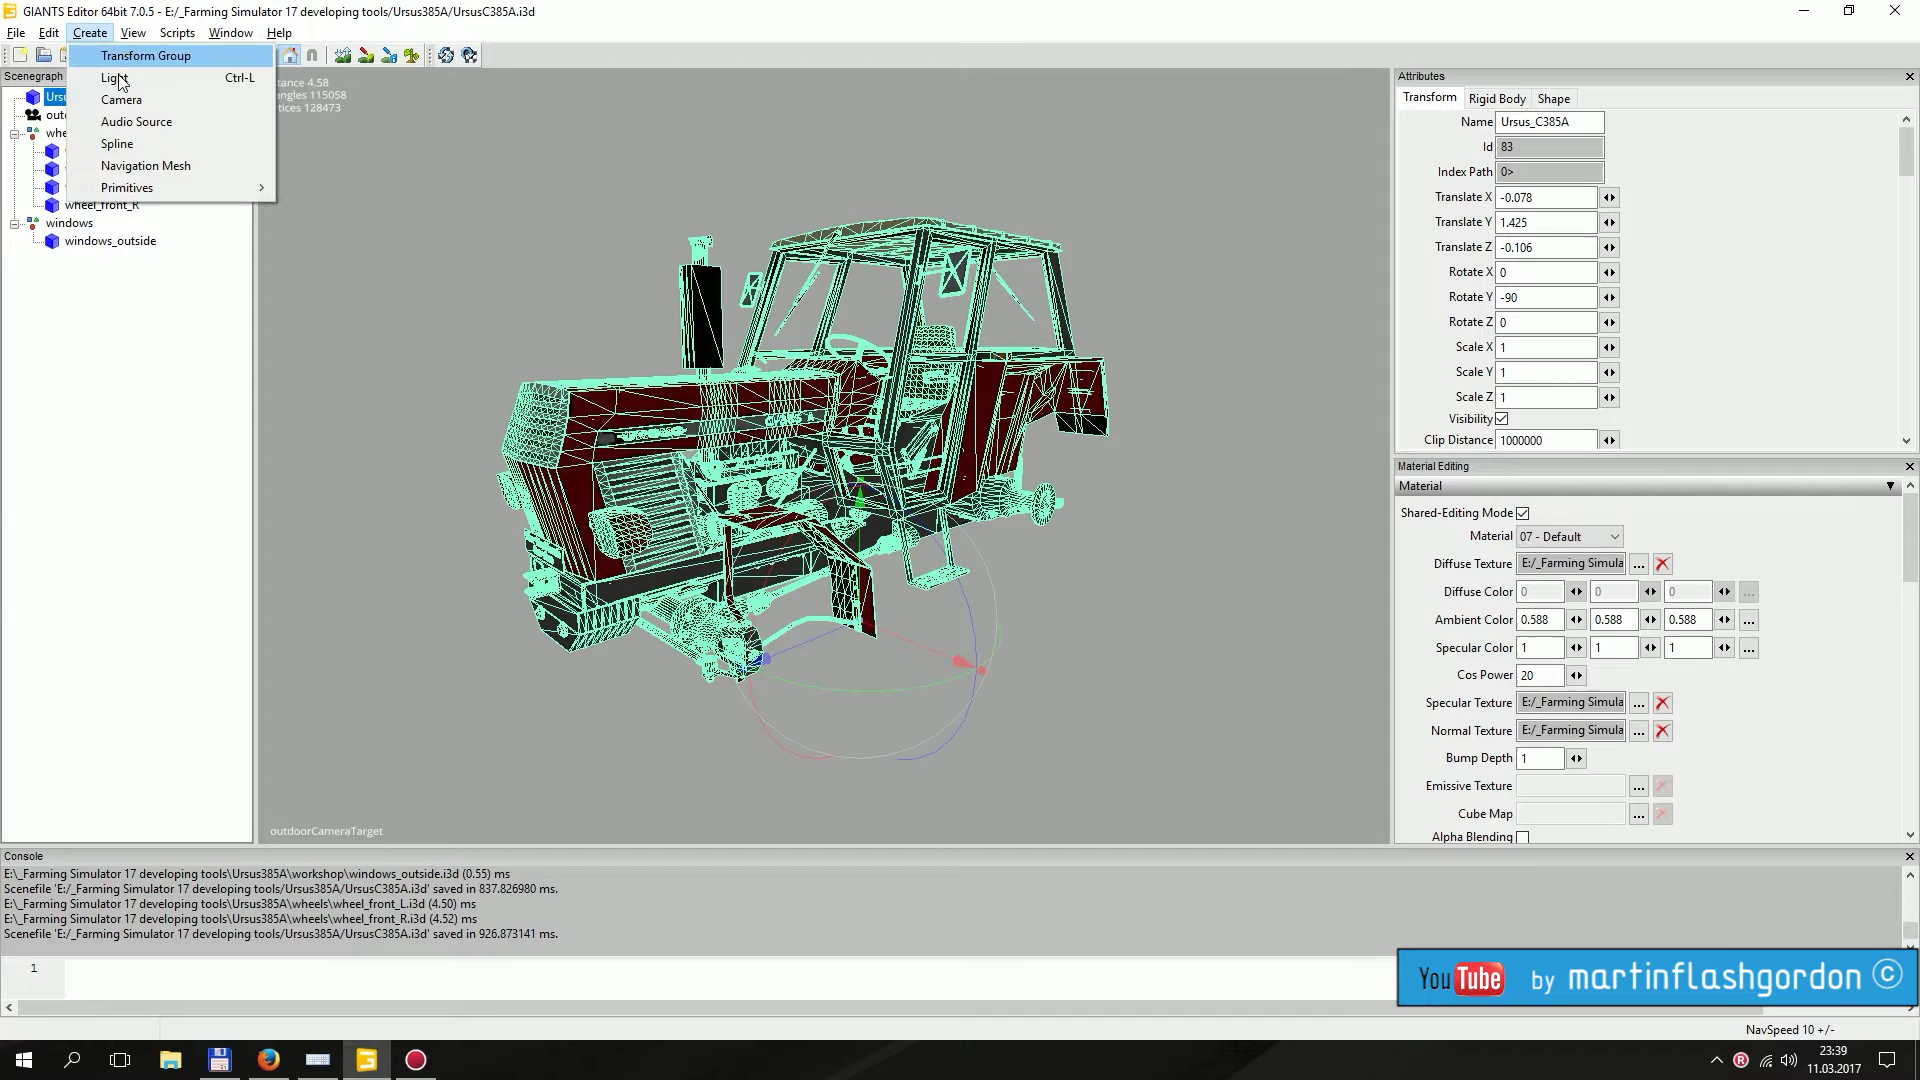 GIANTS Editor 64bit 7.0.5 - E:/_Farming Simulator 17 developing tools/Ursus385A/UrsusC385A.i3d
File Edit Create View Scripts Window Help
Transform Group
Light Ctrl-L
Camera
Audio Source
Spline
Navigation Mesh
Primitives
Scenegraph
wheel_front_R
windows
windows_outside
tance 4.58
angles 115058
rtices 128473
outdoorCameraTarget
Attributes
Transform Rigid Body Shape
Name Ursus_C385A
Id 83
Index Path 0>
Translate X -0.078
Translate Y 1.425
Translate Z -0.106
Rotate X 0
Rotate Y -90
Rotate Z 0
Scale X 1
Scale Y 1
Scale Z 1
Visibility
Clip Distance 1000000
Material Editing
Material
Shared-Editing Mode
Material 07 - Default
Diffuse Texture E:/_Farming Simula ...
Diffuse Color 0 0 0 ...
Ambient Color 0.588 0.588 0.588 ...
Specular Color 1 1 1 ...
Cos Power 20
Specular Texture E:/_Farming Simula ...
Normal Texture E:/_Farming Simula ...
Bump Depth 1
Emissive Texture ...
Cube Map ...
Alpha Blending
Console
E:\_Farming Simulator 17 developing tools\Ursus385A\workshop\windows_outside.i3d (0.55) ms
Scenefile 'E:/_Farming Simulator 17 developing tools/Ursus385A/UrsusC385A.i3d' saved in 837.826980 ms.
E:\_Farming Simulator 17 developing tools\Ursus385A\wheels\wheel_front_L.i3d (4.50) ms
E:\_Farming Simulator 17 developing tools\Ursus385A\wheels\wheel_front_R.i3d (4.52) ms
Scenefile 'E:/_Farming Simulator 17 developing tools/Ursus385A/UrsusC385A.i3d' saved in 926.873141 ms.
1
YouTube by martinflashgordon ©
NavSpeed 10 +/-
23:39
11.03.2017